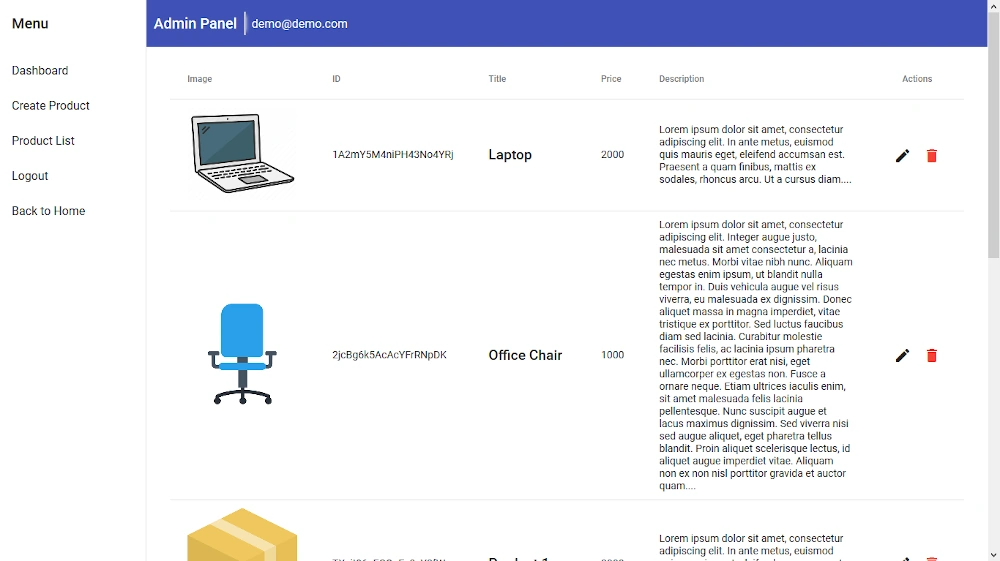 Menu
Dashboard
Create Product
Product List
Logout
Back to Home
Admin Panel demo@demo.com
Image ID Title Price Description Actions
1A2mY5M4niPH43No4YRj Laptop 2000
Lorem ipsum dolor sit amet, consectetur
adipiscing elit. In ante metus, euismod
quis mauris eget, eleifend accumsan est.
Praesent a quam finibus, mattis ex
sodales, rhoncus arcu. Ut a cursus diam....
2jcBg6k5AcAcYFrRNpDK Office Chair 1000
Lorem ipsum dolor sit amet, consectetur
adipiscing elit. Integer augue justo,
malesuada sit amet consectetur a, lacinia
nec metus. Morbi vitae nibh nunc. Aliquam
egestas enim ipsum, ut blandit nulla
tempor in. Duis vehicula augue vel risus
viverra, eu malesuada ex dignissim. Donec
aliquet massa in magna imperdiet, vitae
tristique ex porttitor. Sed luctus faucibus
diam sed lacinia. Curabitur molestie
facilisis felis, ac lacinia ipsum pharetra
nec. Morbi porttitor erat nisi, eget
ullamcorper ex egestas non. Fusce a
ornare neque. Etiam ultrices iaculis enim,
sit amet malesuada felis lacinia
pellentesque. Nunc suscipit augue et
lacus maximus dignissim. Sed viverra nisi
sed augue aliquet, eget pharetra tellus
blandit. Proin aliquet scelerisque lectus, id
aliquet augue imperdiet vitae. Aliquam
non ex non nisl porttitor gravida et auctor
quam....
Lorem ipsum dolor sit amet, consectetur
adipiscing elit. In ante metus, euismod